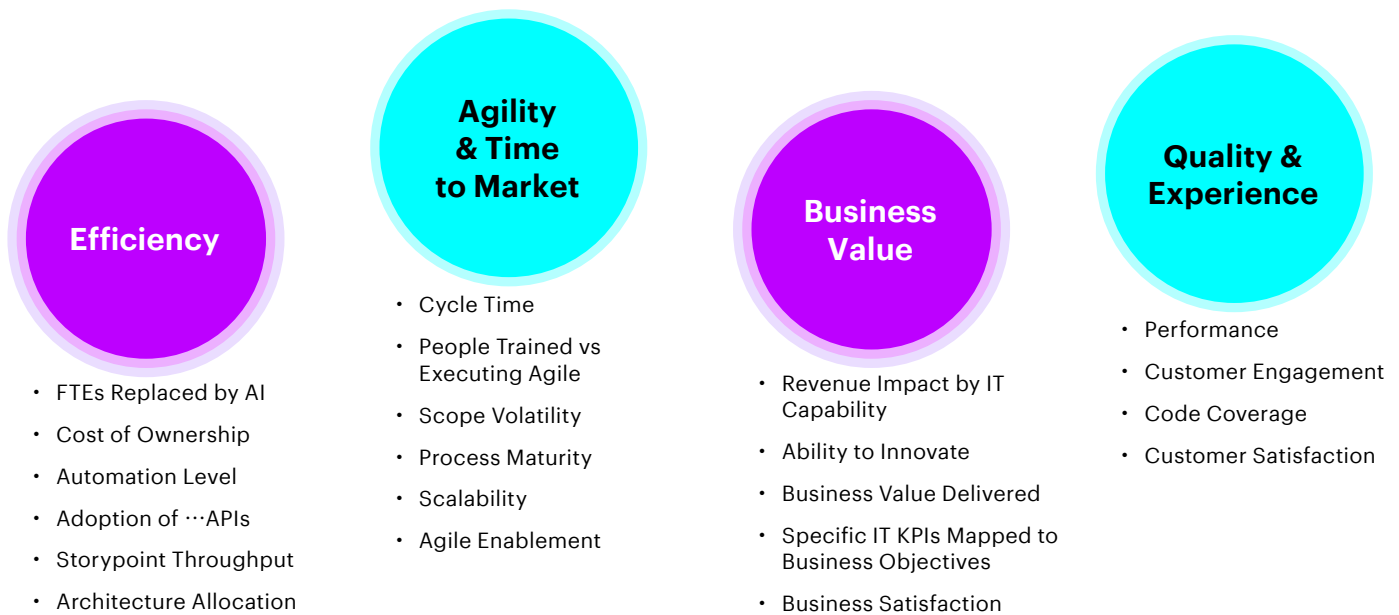 Efficiency
• FTEs Replaced by AI
• Cost of Ownership
• Automation Level
• Adoption of ···APIs
• Storypoint Throughput
• Architecture Allocation
Agility
& Time
to Market
• Cycle Time
• People Trained vs
Executing Agile
• Scope Volatility
• Process Maturity
• Scalability
• Agile Enablement
Business
Value
• Revenue Impact by IT
Capability
• Ability to Innovate
• Business Value Delivered
• Specific IT KPIs Mapped to
Business Objectives
• Business Satisfaction
Quality &
Experience
• Performance
• Customer Engagement
• Code Coverage
• Customer Satisfaction